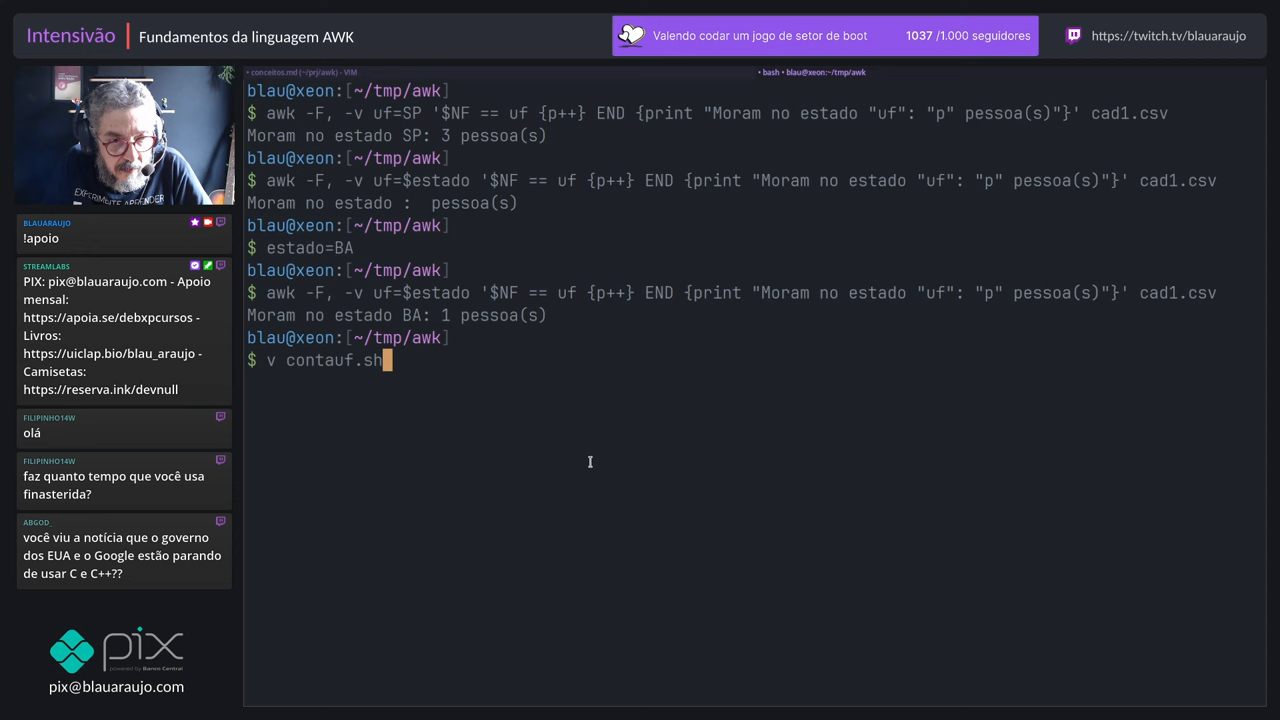 Intensivão
Fundamentos da linguagem AWK
Valendo codar um jogo de setor de boot
1037 /1.000 seguidores
https://twitch.tv/blauaraujo
EXPERIMENTE APRENDER
BLAUARAUJO
!apoio
STREAMLABS
PIX: pix@blauaraujo.com - Apoio
mensal:
https://apoia.se/debxpcursos -
Livros:
https://uiclap.bio/blau_araujo -
Camisetas:
https://reserva.ink/devnull
FILIPINHO14W
olá
FILIPINHO14W
faz quanto tempo que você usa
finasterida?
ABGOD_
você viu a notícia que o governo
dos EUA e o Google estão parando
de usar C e C++??
pix
powered by Banco Central
pix@blauaraujo.com
• conceitos.md (~/prj/awk) - VIM
• bash • blau@xeon:~/tmp/awk
blau@xeon:[~/tmp/awk]
$ awk -F, -v uf=SP '$NF == uf {p++} END {print "Moram no estado "uf": "p" pessoa(s)"}' cad1.csv
Moram no estado SP: 3 pessoa(s)
blau@xeon:[~/tmp/awk]
$ awk -F, -v uf=$estado '$NF == uf {p++} END {print "Moram no estado "uf": "p" pessoa(s)"}' cad1.csv
Moram no estado :  pessoa(s)
blau@xeon:[~/tmp/awk]
$ estado=BA
blau@xeon:[~/tmp/awk]
$ awk -F, -v uf=$estado '$NF == uf {p++} END {print "Moram no estado "uf": "p" pessoa(s)"}' cad1.csv
Moram no estado BA: 1 pessoa(s)
blau@xeon:[~/tmp/awk]
$ v contauf.sh